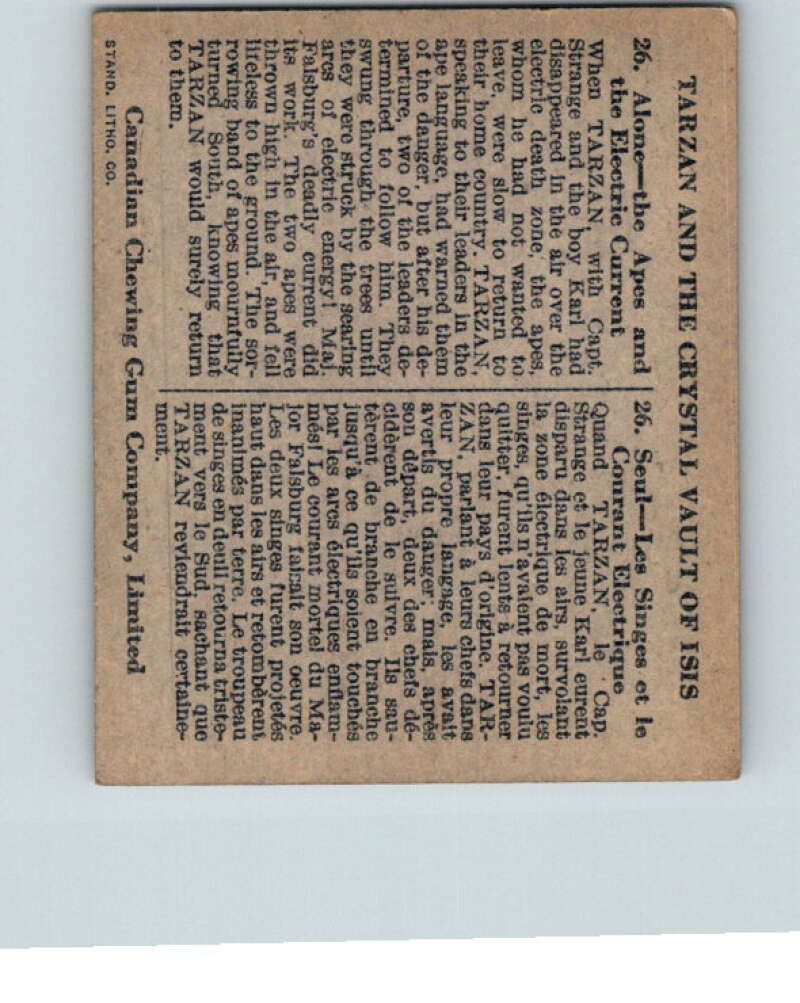 TARZAN AND THE CRYSTAL VAULT OF ISIS
26. Alone—the Apes and
the Electric Current
When TARZAN, with Capt.
Strange and the boy Karl had
disappeared in the air over the
electric death zone, the apes,
whom he had not wanted to
leave, were slow to return to
their home country. TARZAN,
speaking to their leaders in the
ape language, had warned them
of the danger, but after his de-
parture, two of the leaders de-
termined to follow him. They
swung through the trees until
they were struck by the searing
arcs of electric energy! Maj.
Falsburg's deadly current did
its work. The two apes were
thrown high in the air, and fell
lifeless to the ground. The sor-
rowing band of apes mournfully
turned South, knowing that
TARZAN would surely return
to them.
26. Seul—Les Singes et le
Courant Electrique
Quand TARZAN, le Cap.
Strange et le jeune Karl eurent
disparu dans les airs, survolant
la zone électrique de mort, les
singes, qu'ils n'avaient pas voulu
quitter, furent lents à retourner
dans leur pays d'origine. TAR-
ZAN, parlant à leurs chefs dans
leur propre langage, les avait
avertis du danger; mais, après
son départ, deux des chefs dé-
cidèrent de le suivre. Ils sau-
tèrent de branche en branche
jusqu'à ce qu'ils soient touchés
par les arcs électriques enflam-
més! Le courant mortel du Ma-
jor Falsburg faisait son oeuvre.
Les deux singes furent projetés
haut dans les airs et retombèrent
inanimés par terre. Le troupeau
de singes en deuil retourna triste-
ment vers le Sud, sachant que
TARZAN reviendrait certaine-
ment.
Canadian Chewing Gum Company, Limited
STAND. LITHO. CO.